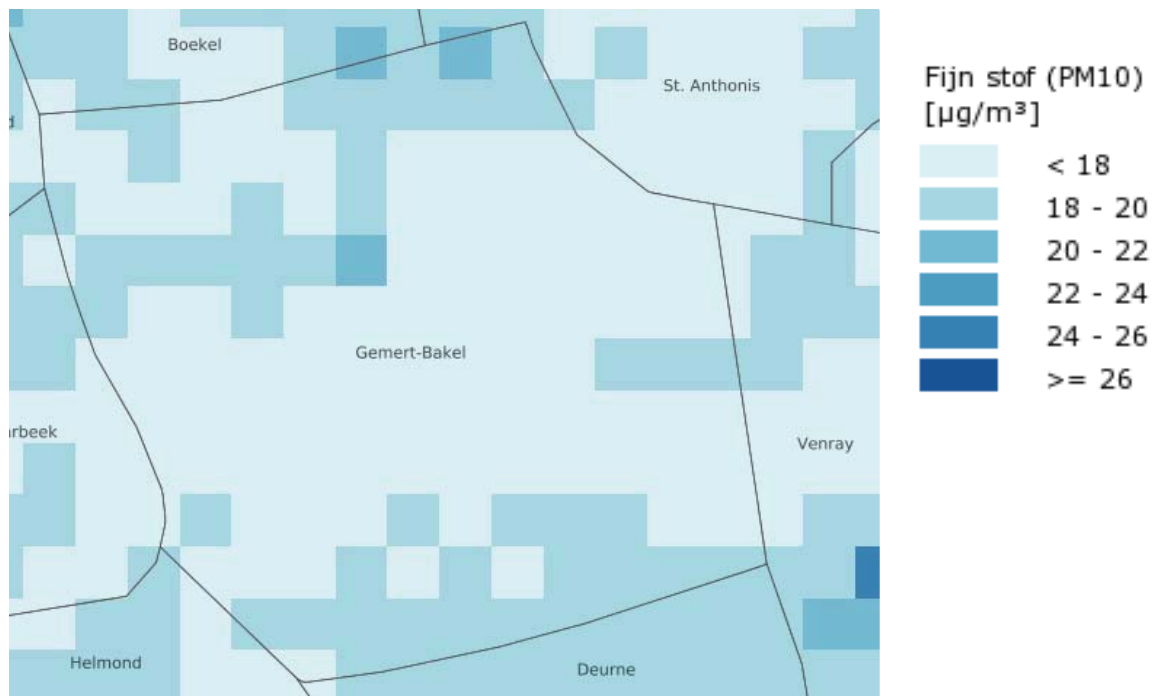 Boekel
St. Anthonis
d
Gemert-Bakel
arbeek
Venray
Helmond
Deurne
Fijn stof (PM10)
[µg/m³]
< 18
18 - 20
20 - 22
22 - 24
24 - 26
>= 26